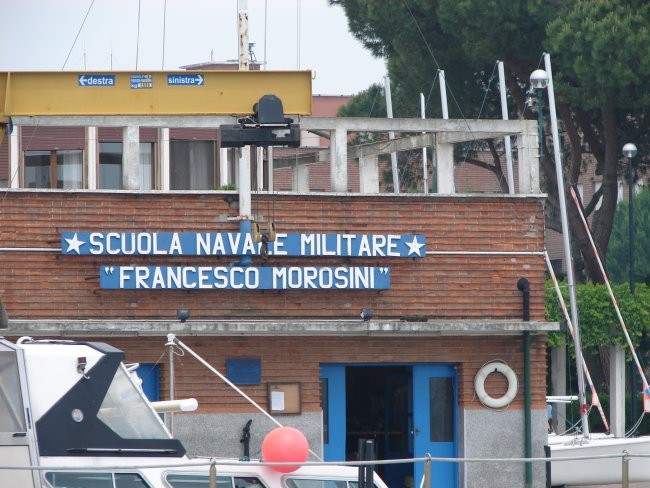 destra
sinistra
SCUOLA NAVALE MILITARE
"FRANCESCO MOROSINI"